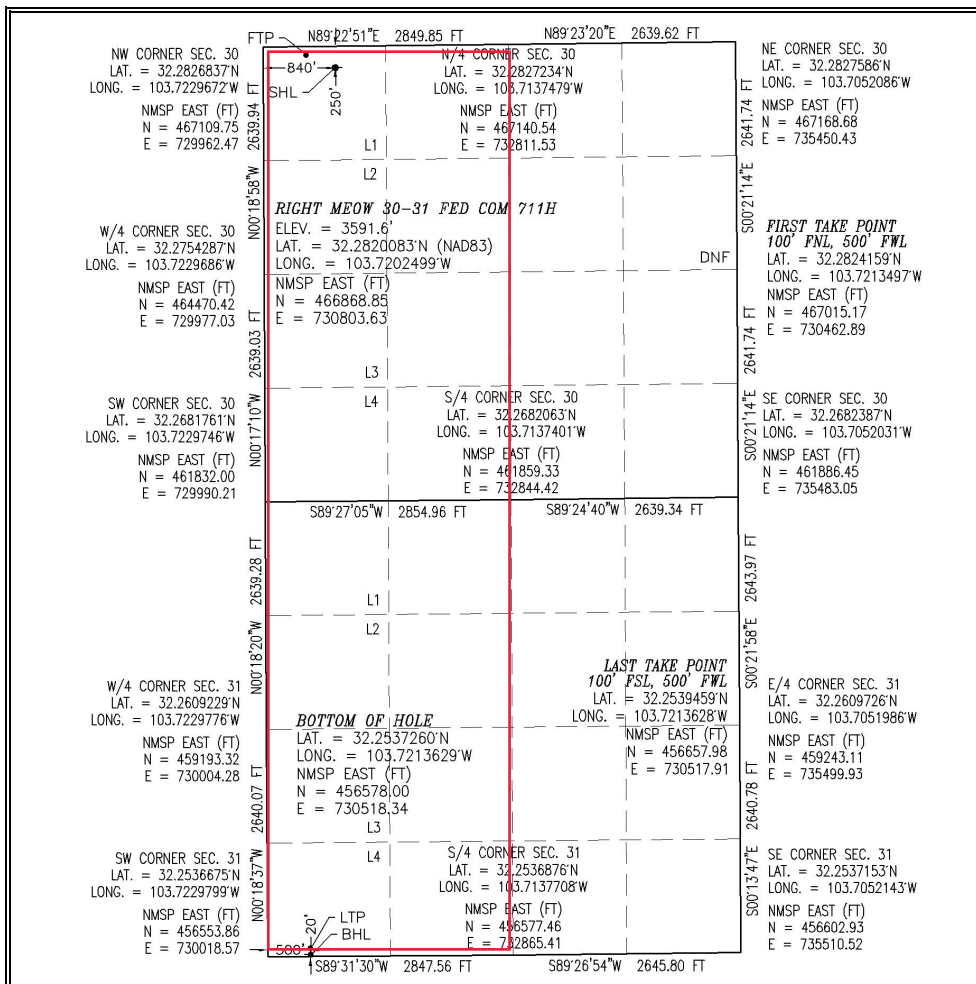 FTP
N89°22'51"E 2849.85 FT
N89°23'20"E 2639.62 FT
NW CORNER SEC. 30
LAT. = 32.2826837°N
LONG. = 103.7229672°W
NMSP EAST (FT)
N = 467109.75
E = 729962.47
840'
SHL
250'
N/4 CORNER SEC. 30
LAT. = 32.2827234°N
LONG. = 103.7137479°W
NMSP EAST (FT)
N = 467140.54
E = 732811.53
NE CORNER SEC. 30
LAT. = 32.2827586°N
LONG. = 103.7052086°W
NMSP EAST (FT)
N = 467168.68
E = 735450.43
N00°18'58"W 2639.94 FT
S00°21'14"E 2641.74 FT
L1
L2
RIGHT MEOW 30-31 FED COM 711H
ELEV. = 3591.6'
LAT. = 32.2820083°N (NAD83)
LONG. = 103.7202499°W
NMSP EAST (FT)
N = 466868.85
E = 730803.63
W/4 CORNER SEC. 30
LAT. = 32.2754287°N
LONG. = 103.7229686°W
NMSP EAST (FT)
N = 464470.42
E = 729977.03
DNF
FIRST TAKE POINT
100' FNL, 500' FWL
LAT. = 32.2824159°N
LONG. = 103.7213497°W
NMSP EAST (FT)
N = 467015.17
E = 730462.89
N00°17'10"W 2639.03 FT
S00°21'14"E 2641.74 FT
L3
L4
SW CORNER SEC. 30
LAT. = 32.2681761°N
LONG. = 103.7229746°W
NMSP EAST (FT)
N = 461832.00
E = 729990.21
S/4 CORNER SEC. 30
LAT. = 32.2682063°N
LONG. = 103.7137401°W
NMSP EAST (FT)
N = 461859.33
E = 732844.42
SE CORNER SEC. 30
LAT. = 32.2682387°N
LONG. = 103.7052031°W
NMSP EAST (FT)
N = 461886.45
E = 735483.05
S89°27'05"W 2854.96 FT
S89°24'40"W 2639.34 FT
N00°18'20"W 2639.28 FT
S00°21'58"E 2643.97 FT
L1
L2
W/4 CORNER SEC. 31
LAT. = 32.2609229°N
LONG. = 103.7229776°W
NMSP EAST (FT)
N = 459193.32
E = 730004.28
BOTTOM OF HOLE
LAT. = 32.2537260°N
LONG. = 103.7213629°W
NMSP EAST (FT)
N = 456578.00
E = 730518.34
LAST TAKE POINT
100' FSL, 500' FWL
LAT. = 32.2539459°N
LONG. = 103.7213628°W
NMSP EAST (FT)
N = 456657.98
E = 730517.91
E/4 CORNER SEC. 31
LAT. = 32.2609726°N
LONG. = 103.7051986°W
NMSP EAST (FT)
N = 459243.11
E = 735499.93
N00°18'37"W 2640.07 FT
S00°13'47"E 2640.78 FT
L3
L4
SW CORNER SEC. 31
LAT. = 32.2536675°N
LONG. = 103.7229799°W
NMSP EAST (FT)
N = 456553.86
E = 730018.57
S/4 CORNER SEC. 31
LAT. = 32.2536876°N
LONG. = 103.7137708°W
NMSP EAST (FT)
N = 456577.46
E = 732865.41
SE CORNER SEC. 31
LAT. = 32.2537153°N
LONG. = 103.7052143°W
NMSP EAST (FT)
N = 456602.93
E = 735510.52
20'
LTP
BHL
500'
S89°31'30"W 2847.56 FT
S89°26'54"W 2645.80 FT